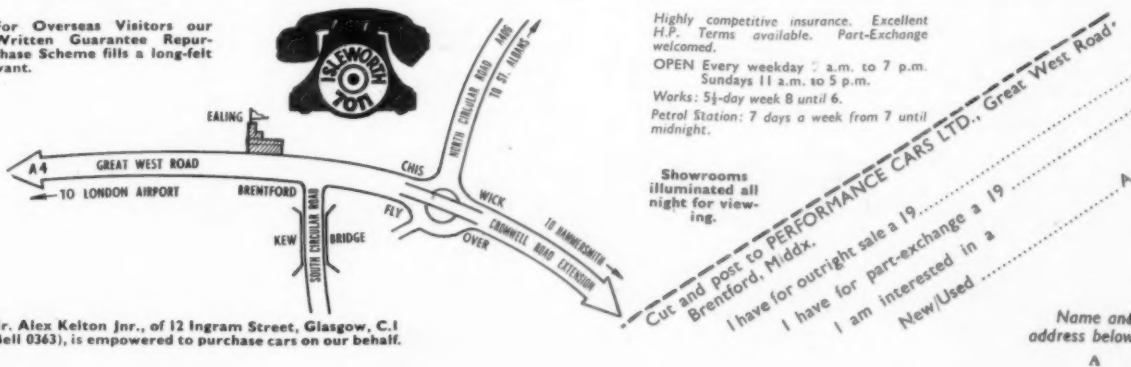 For Overseas Visitors our
Written Guarantee Repur-
chase Scheme fills a long-felt
want.
ISLEWORTH
7011
EALING
A4
GREAT WEST ROAD
TO LONDON AIRPORT
BRENTFORD
KEW
BRIDGE
SOUTH CIRCULAR ROAD
CHIS
WICK
FLY
OVER
NORTH CIRCULAR ROAD A406
TO ST. ALBANS
TO HAMMERSMITH
CROMWELL ROAD EXTENSION
Mr. Alex Kelton Jnr., of 12 Ingram Street, Glasgow, C.1
(Bell 0363), is empowered to purchase cars on our behalf.
Highly competitive insurance. Excellent
H.P. Terms available. Part-Exchange
welcomed.
OPEN Every weekday a.m. to 7 p.m.
Sundays 11 a.m. to 5 p.m.
Works: 5½-day week 8 until 6.
Petrol Station: 7 days a week from 7 until
midnight.
Showrooms
illuminated all
night for view-
ing.
Cut and post to PERFORMANCE CARS LTD., Great West Road,
Brentford, Middx.
I have for outright sale a 19
I have for part-exchange a 19
I am interested in a
New/Used
A
Name and
address below
A